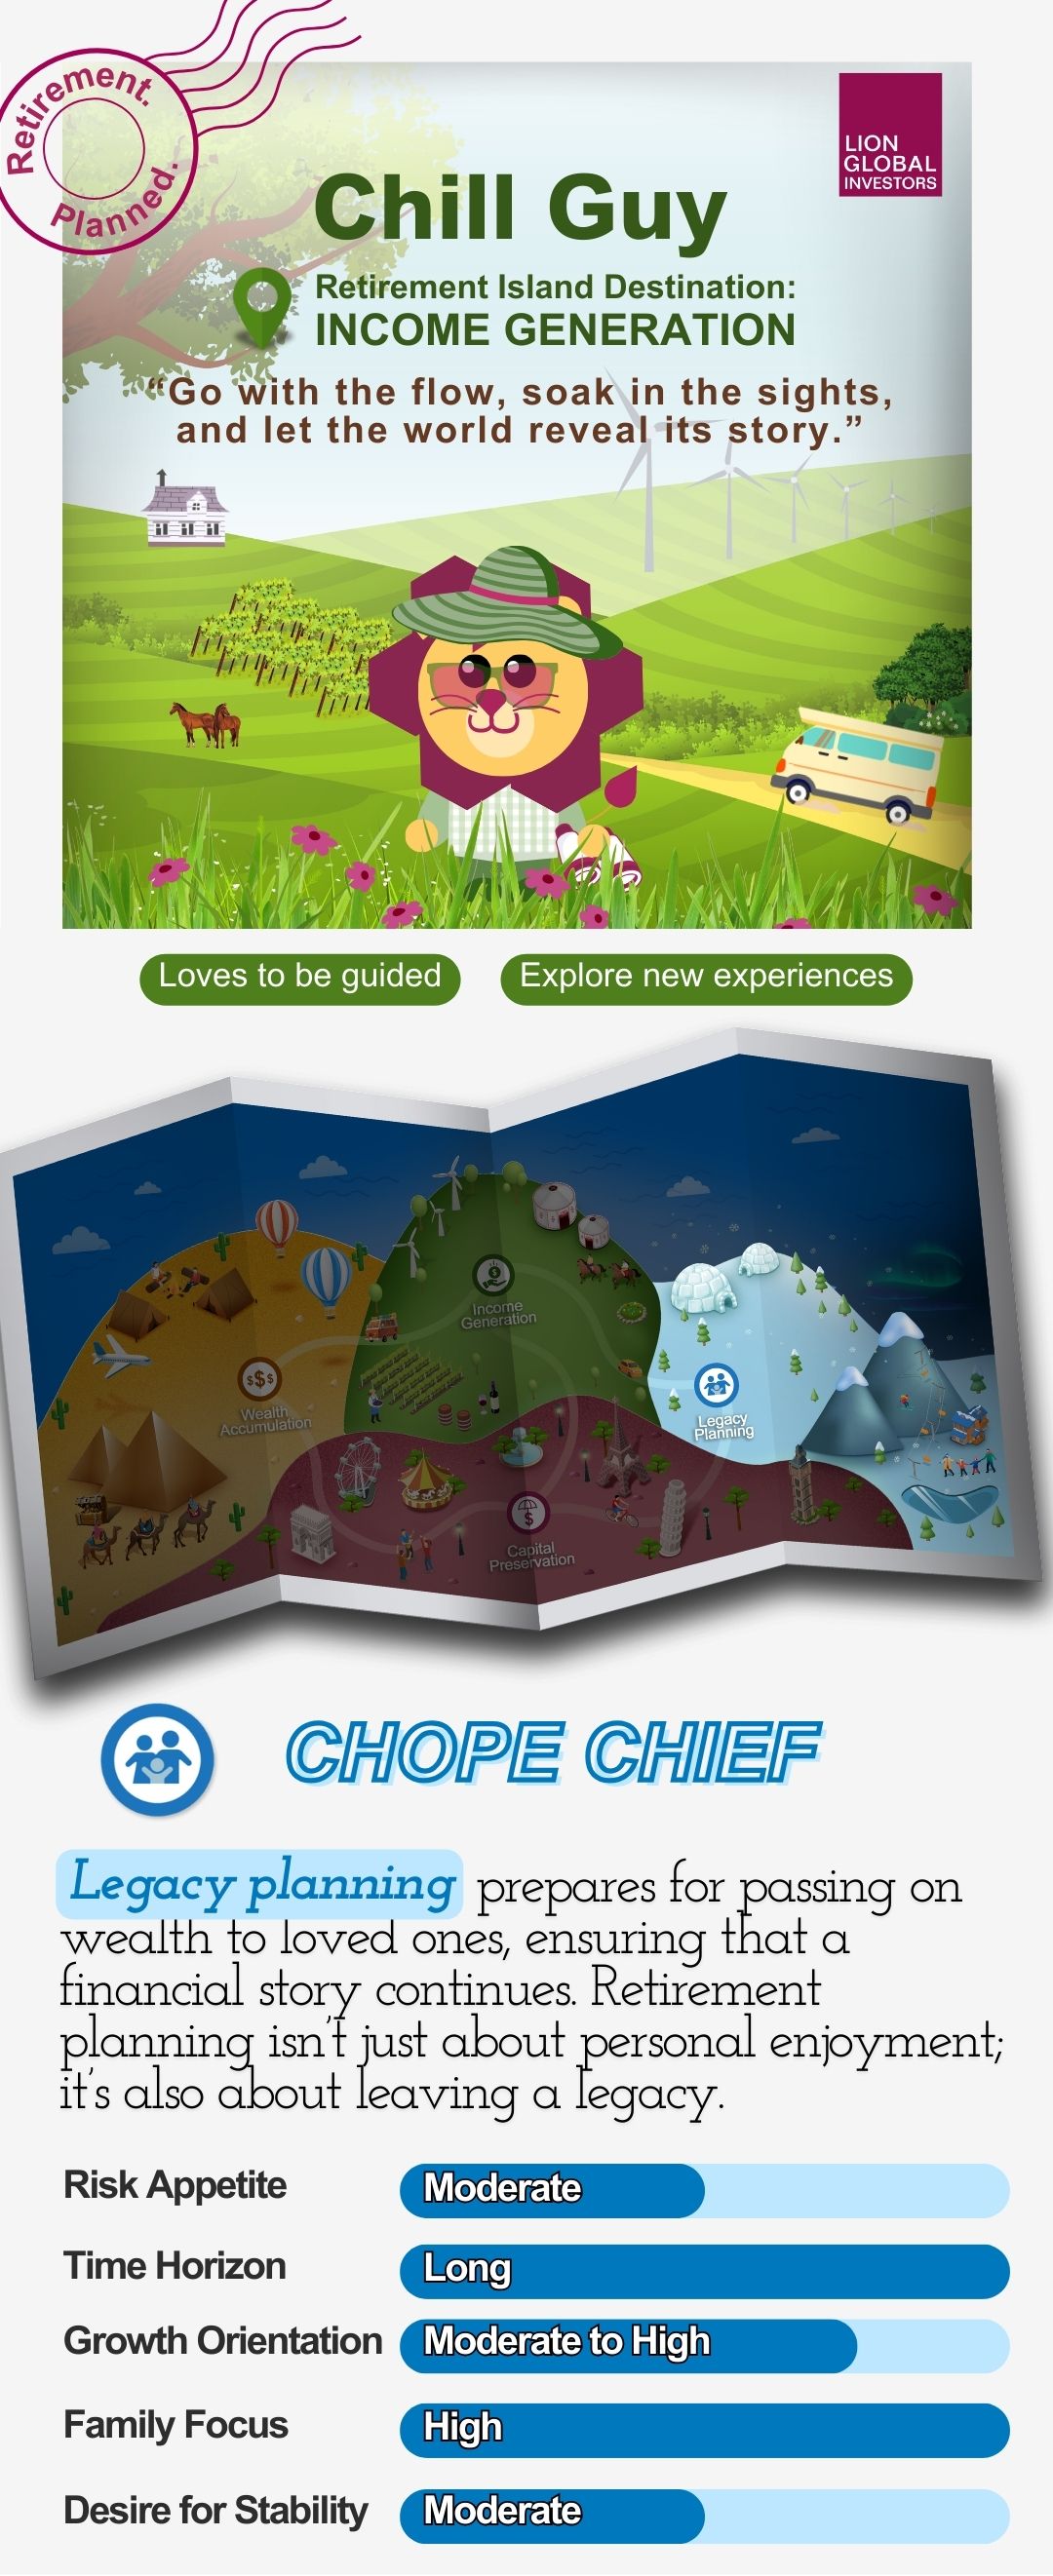 Retirement.
Planned.
LION
GLOBAL
INVESTORS
Chill Guy
Retirement Island Destination:
INCOME GENERATION
“Go with the flow, soak in the sights,
and let the world reveal its story.”
Loves to be guided
Explore new experiences
Income
Generation
$$$
Wealth
Accumulation
Legacy
Planning
$
Capital
Preservation
CHOPE CHIEF
Legacy planning prepares for passing on
wealth to loved ones, ensuring that a
financial story continues. Retirement
planning isn't just about personal enjoyment;
it's also about leaving a legacy.
Risk Appetite Moderate
Time Horizon Long
Growth Orientation Moderate to High
Family Focus High
Desire for Stability Moderate